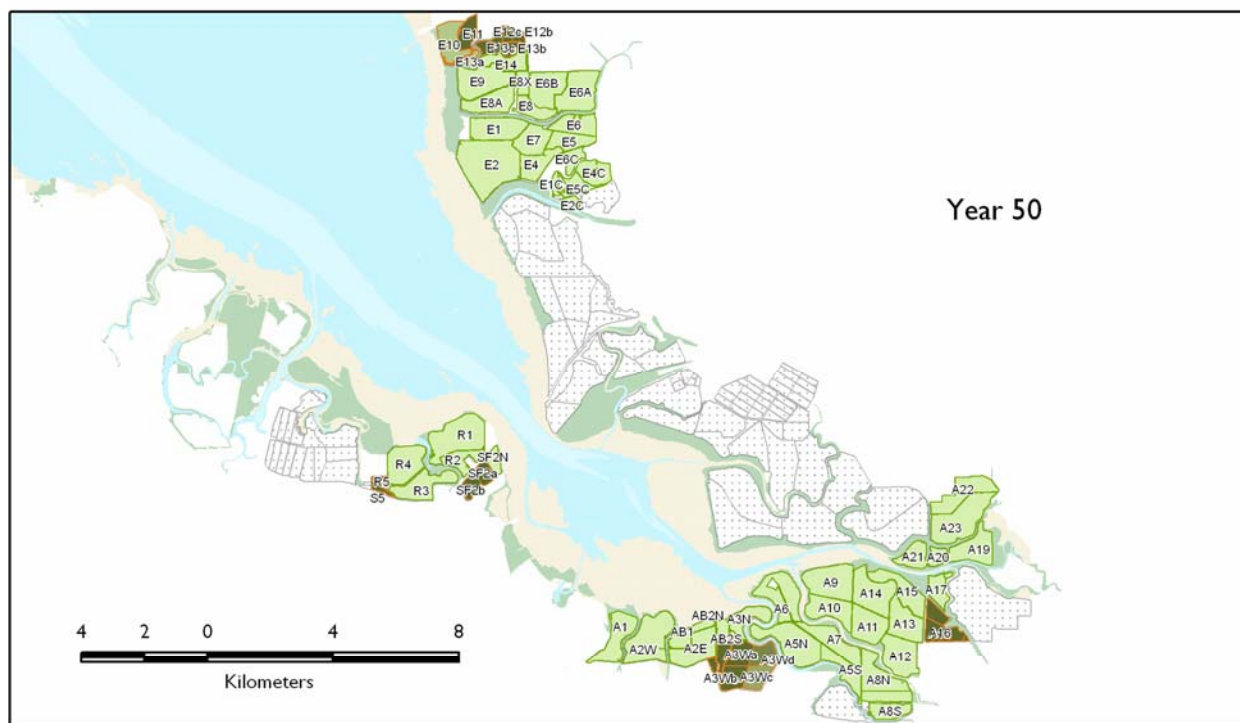 E11
E12c
E12b
E10
E13c
E13b
E13a
E14
E9
E8X
E6B
E6A
E8A
E8
E1
E6
E7
E5
E2
E4
E6C
E4C
E1C
E5C
E2C
Year 50
R1
SF2N
R4
R2
SF2a
R5
R3
SF2b
S5
A22
A23
A21
A20
A19
A9
A14
A15
A17
A6
A10
A11
A13
A16
A1
AB2N
A3N
AB1
AB2S
A2W
A2E
A5N
A7
A12
A3Wa
A3Wd
A3Wb
A3Wc
A5S
A8N
A8S
4 2 0 4 8
Kilometers